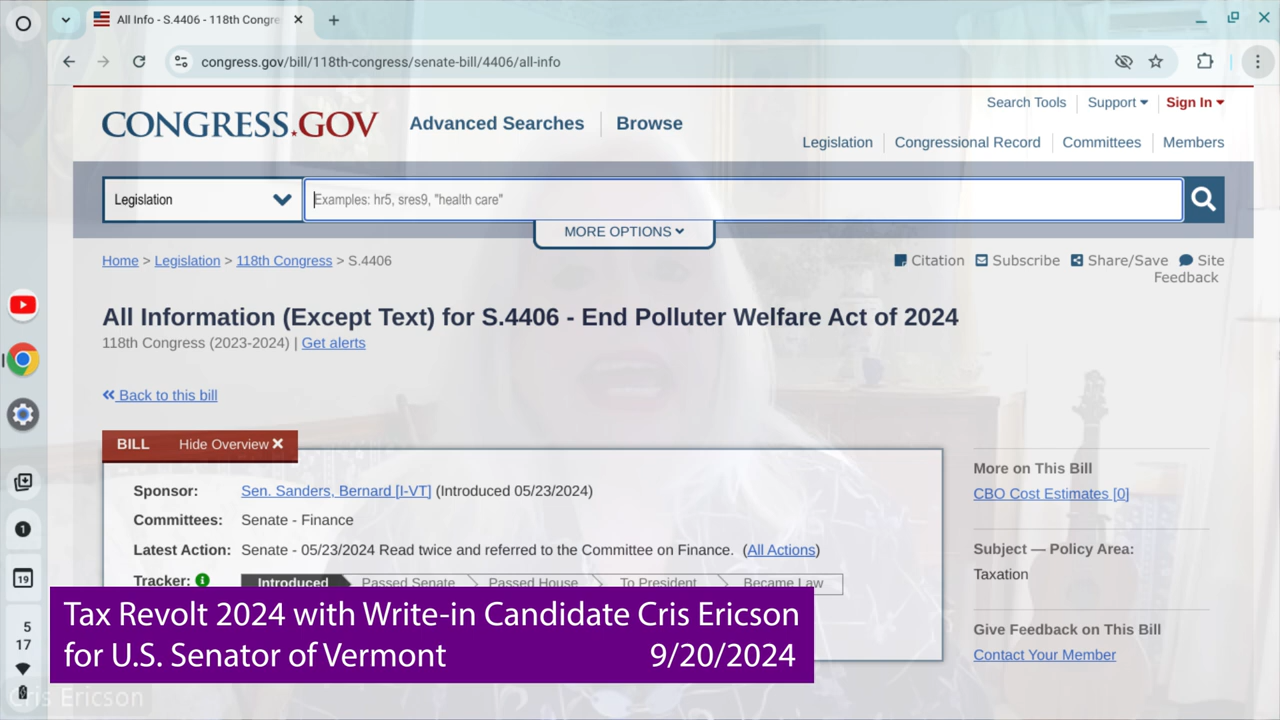 All Info - S.4406 - 118th Congre
congress.gov/bill/118th-congress/senate-bill/4406/all-info
Search Tools Support Sign In
CONGRESS.GOV Advanced Searches Browse
Legislation Congressional Record Committees Members
Legislation Examples: hr5, sres9, "health care"
MORE OPTIONS
Home > Legislation > 118th Congress > S.4406 Citation Subscribe Share/Save Site
Feedback
All Information (Except Text) for S.4406 - End Polluter Welfare Act of 2024
118th Congress (2023-2024) | Get alerts
Back to this bill
BILL Hide Overview
Sponsor: Sen. Sanders, Bernard [I-VT] (Introduced 05/23/2024)
Committees: Senate - Finance
Latest Action: Senate - 05/23/2024 Read twice and referred to the Committee on Finance. (All Actions)
Tracker: Introduced Passed Senate Passed House To President Became Law
More on This Bill
CBO Cost Estimates [0]
Subject — Policy Area:
Taxation
Give Feedback on This Bill
Contact Your Member
1
19
5
17
Tax Revolt 2024 with Write-in Candidate Cris Ericson
for U.S. Senator of Vermont 9/20/2024
Cris Ericson